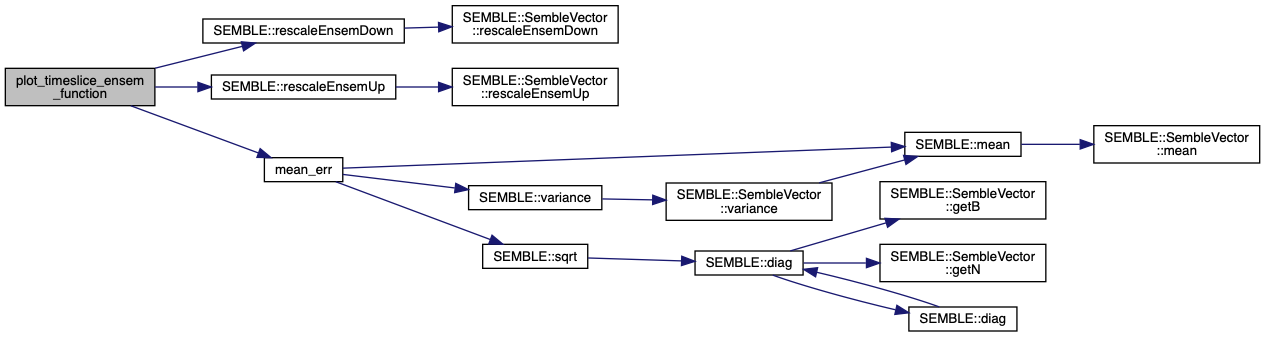 plot_timeslice_ensem
_function
SEMBLE::rescaleEnsemDown
SEMBLE::SembleVector
::rescaleEnsemDown
SEMBLE::rescaleEnsemUp
SEMBLE::SembleVector
::rescaleEnsemUp
mean_err
SEMBLE::mean
SEMBLE::SembleVector
::mean
SEMBLE::variance
SEMBLE::SembleVector
::variance
SEMBLE::sqrt
SEMBLE::diag
SEMBLE::SembleVector
::getB
SEMBLE::SembleVector
::getN
SEMBLE::diag